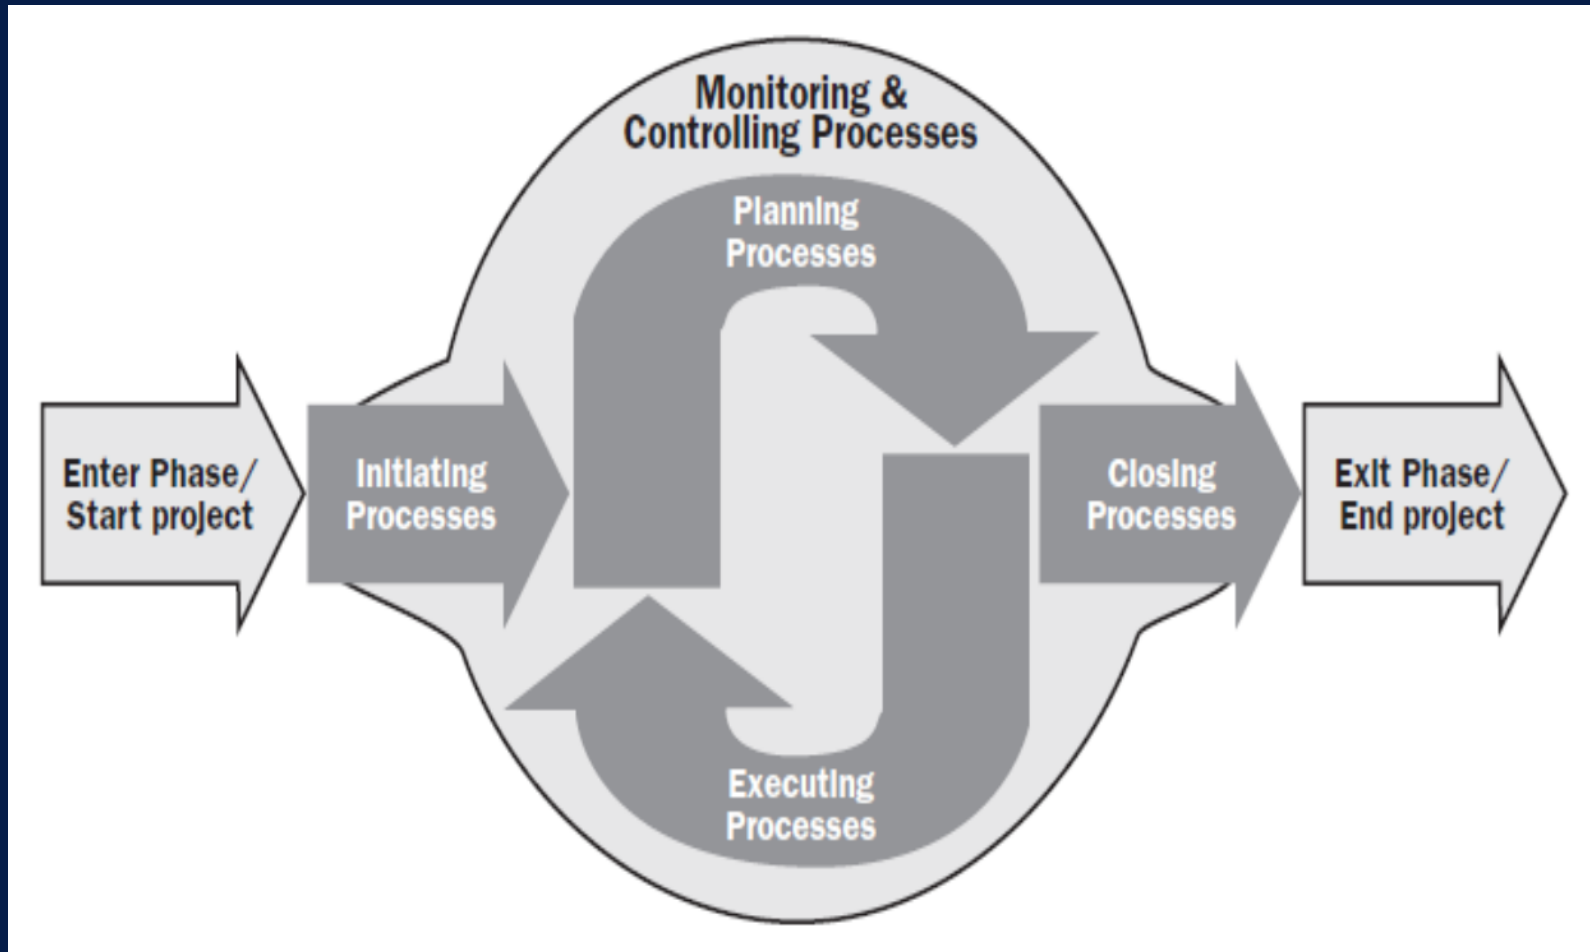 Monitoring &
Controlling Processes
Planning
Processes
Enter Phase/
Start project
Initiating
Processes
Closing
Processes
Exit Phase/
End project
Executing
Processes